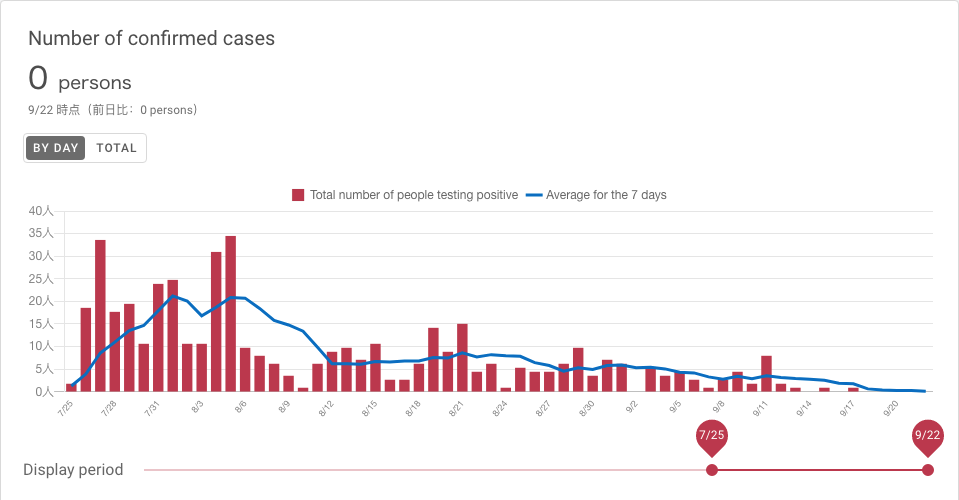 Number of confirmed cases
0 persons
9/22 時点（前日比：0 persons）
BY DAY TOTAL
Total number of people testing positive Average for the 7 days
40人
35人
30人
25人
20人
15人
10人
5人
0人
7/25 7/28 7/31 8/3 8/6 8/9 8/12 8/15 8/18 8/21 8/24 8/27 8/30 9/2 9/5 9/8 9/11 9/14 9/17 9/20
7/25 9/22
Display period